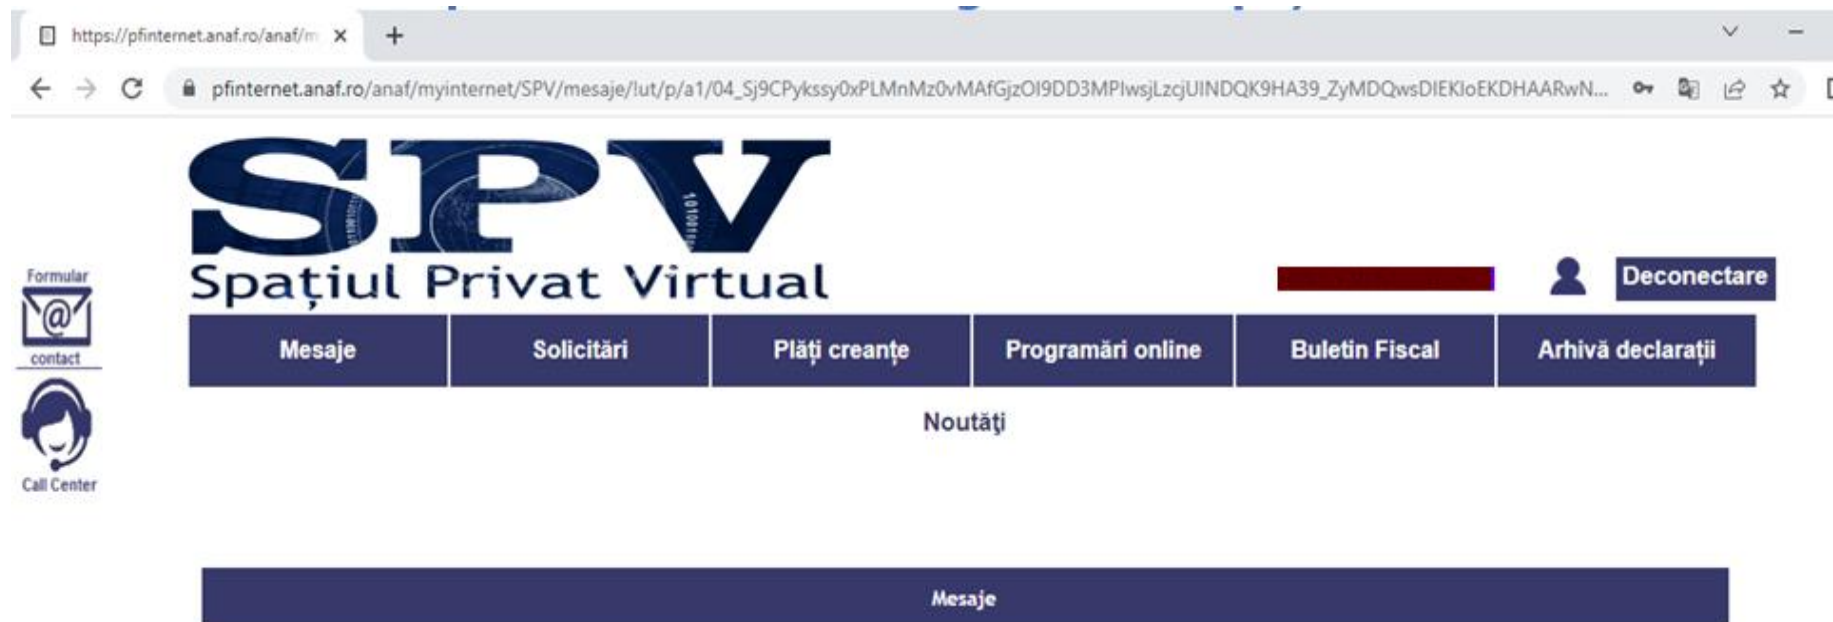 https://pfinternet.anaf.ro/anaf/m
pfinternet.anaf.ro/anaf/myinternet/SPV/mesaje/!ut/p/a1/04_Sj9CPykssy0xPLMnMz0vMAfGjzOI9DD3MPIwsjLzcjUINDQK9HA39_ZyMDQwsDIEKIoEKDHAARwN...
SPV
Spațiul Privat Virtual
Formular
@
contact
Call Center
Deconectare
Mesaje Solicitări Plăți creanțe Programări online Buletin Fiscal Arhivă declarații
Noutăţi
Mesaje